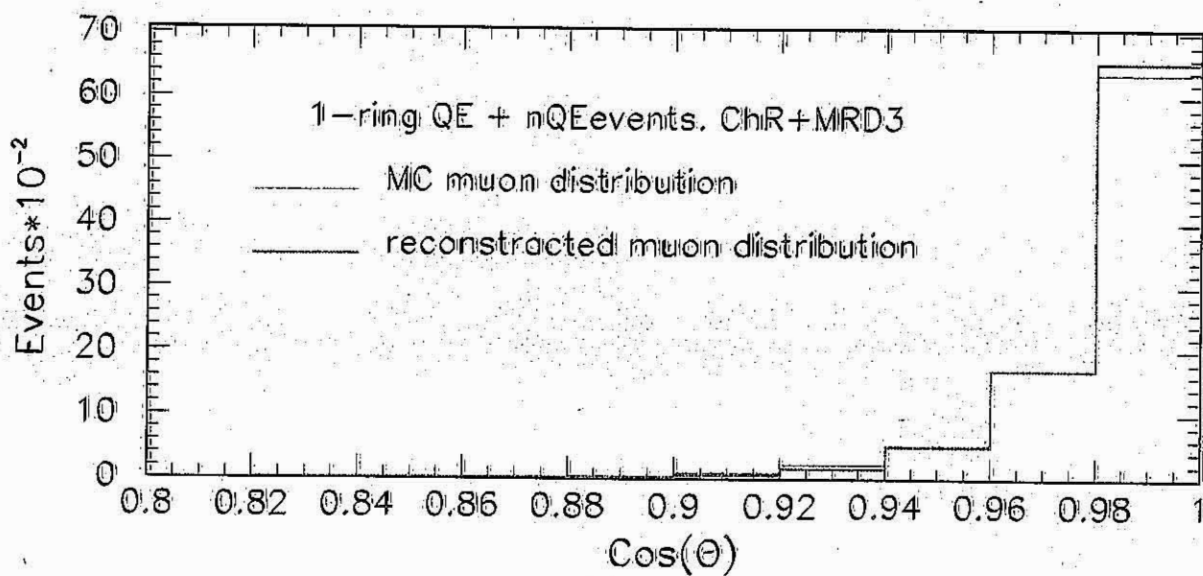 70
60
50
40
30
20
10
0
Events*10⁻²
1-ring QE + nQEevents. ChR+MRD3
MC muon distribution
reconstracted muon distribution
0.8 0.82 0.84 0.86 0.88 0.9 0.92 0.94 0.96 0.98 1
Cos(Θ)